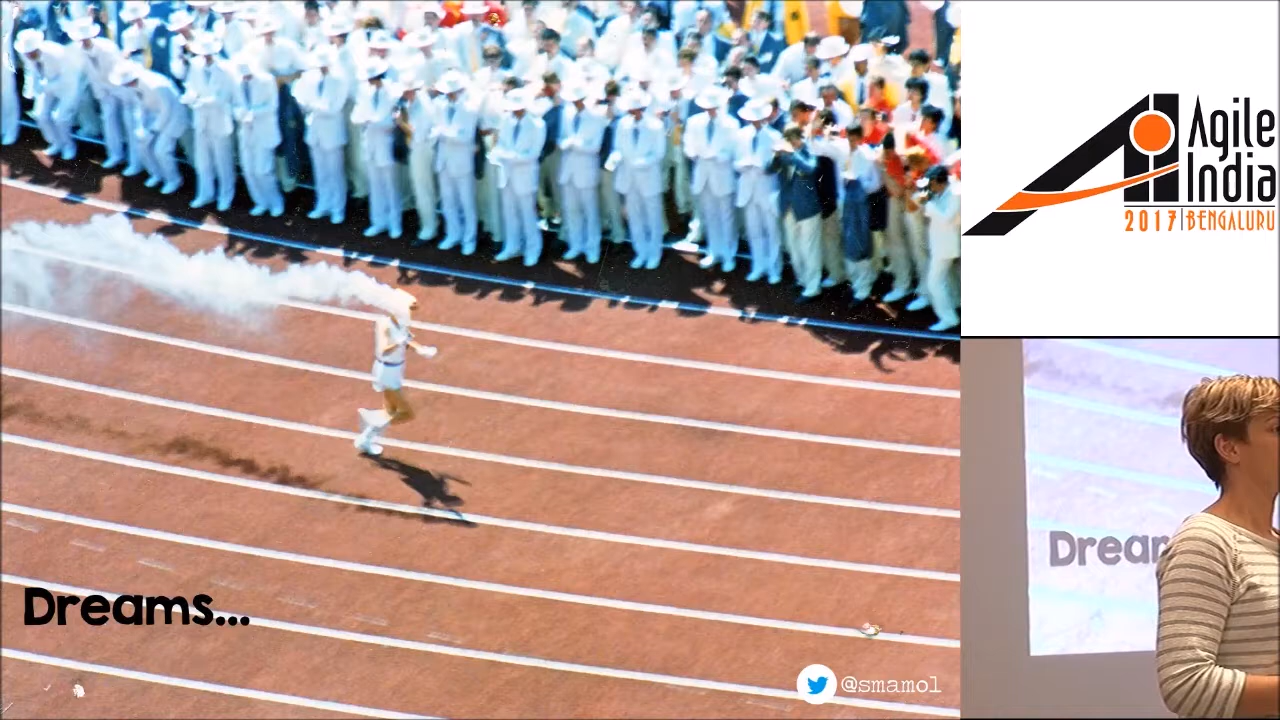 Dreams...
@smamol
Agile
India
2017 | BENGALURU
Drear